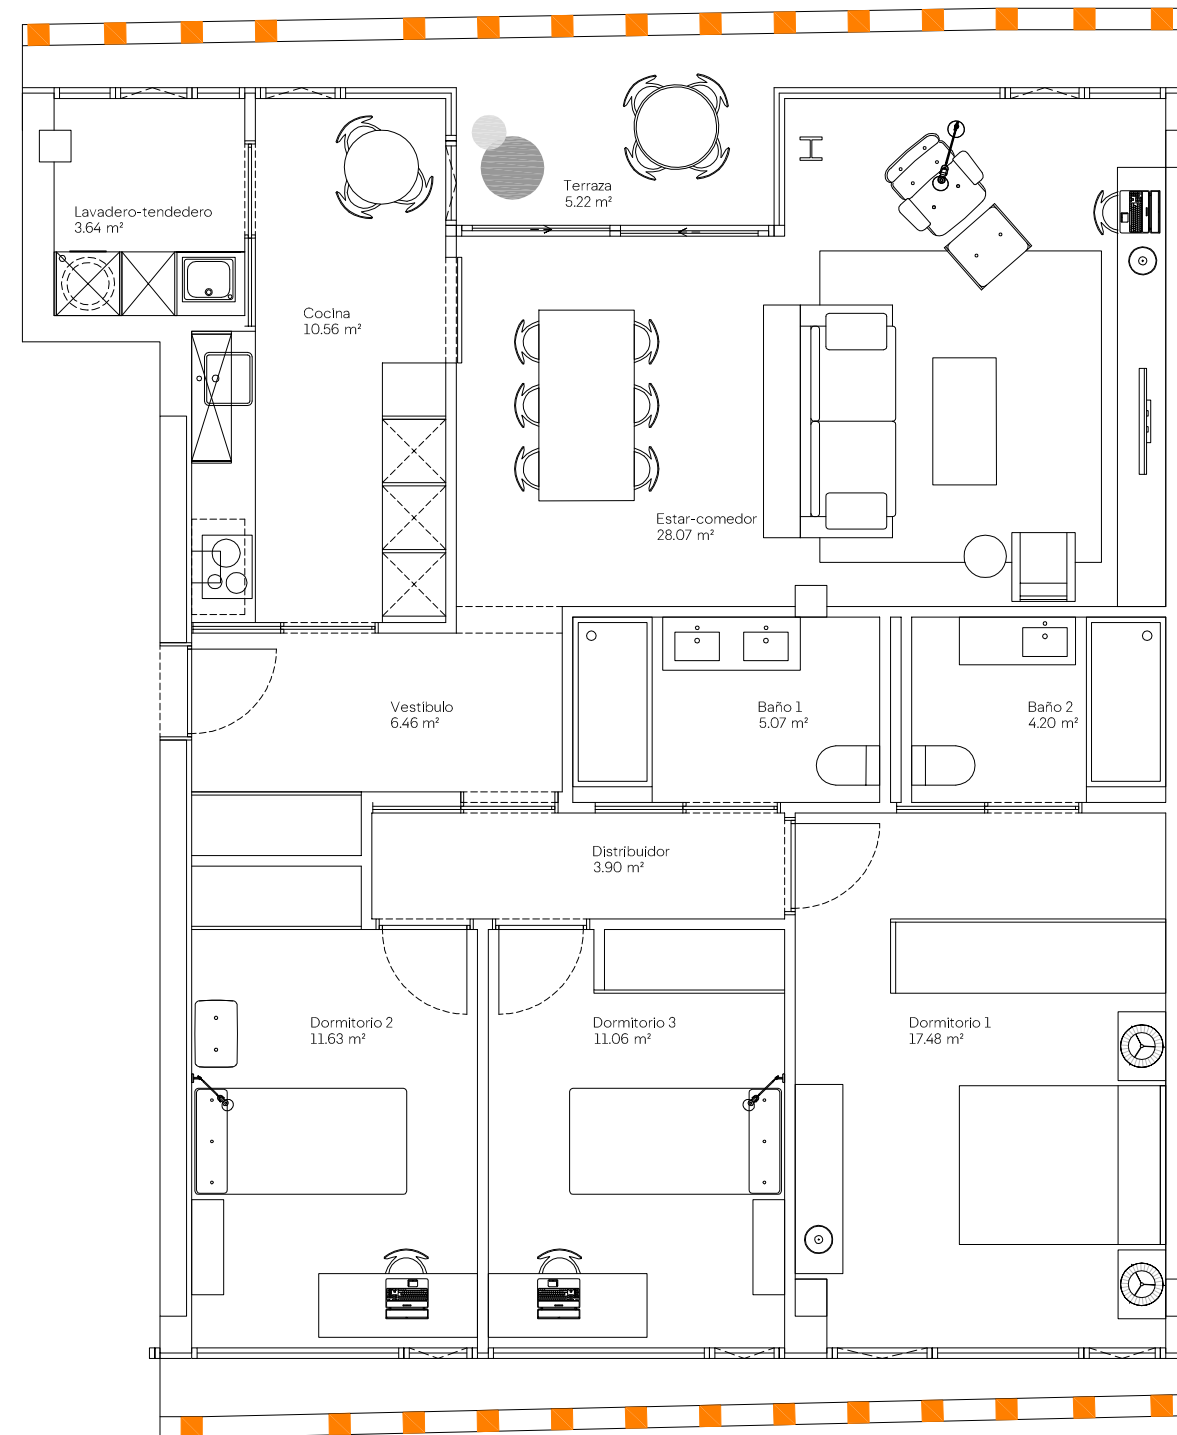 Terraza
5.22 m²
Lavadero-tendedero
3.64 m²
Cocina
10.56 m²
Estar-comedor
28.07 m²
Vestíbulo
6.46 m²
Baño 1
5.07 m²
Baño 2
4.20 m²
Distribuidor
3.90 m²
Dormitorio 2
11.63 m²
Dormitorio 3
11.06 m²
Dormitorio 1
17.48 m²